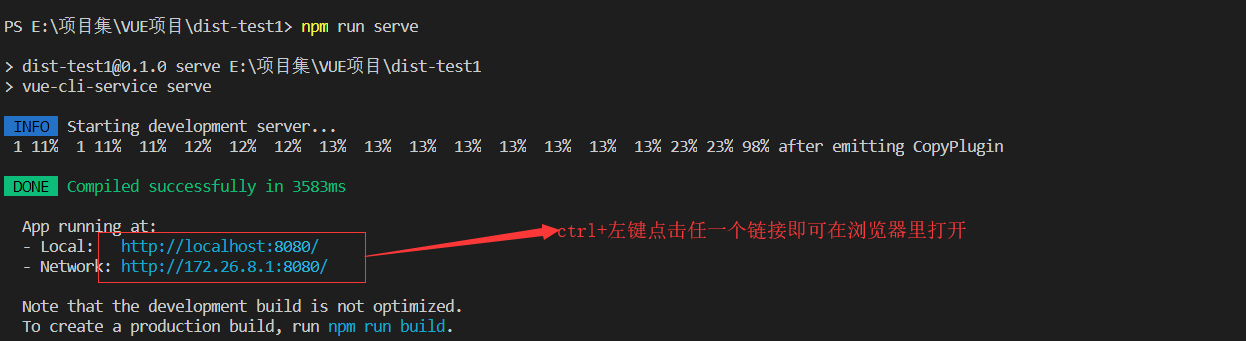 PS E:\项目集\VUE项目\dist-test1> npm run serve
> dist-test1@0.1.0 serve E:\项目集\VUE项目\dist-test1
> vue-cli-service serve
INFO Starting development server...
1 11% 1 11% 11% 12% 12% 12% 13% 13% 13% 13% 13% 13% 13% 13% 23% 23% 98% after emitting CopyPlugin
DONE Compiled successfully in 3583ms
App running at:
- Local: http://localhost:8080/
- Network: http://172.26.8.1:8080/
ctrl+左键点击任一个链接即可在浏览器里打开
Note that the development build is not optimized.
To create a production build, run npm run build.